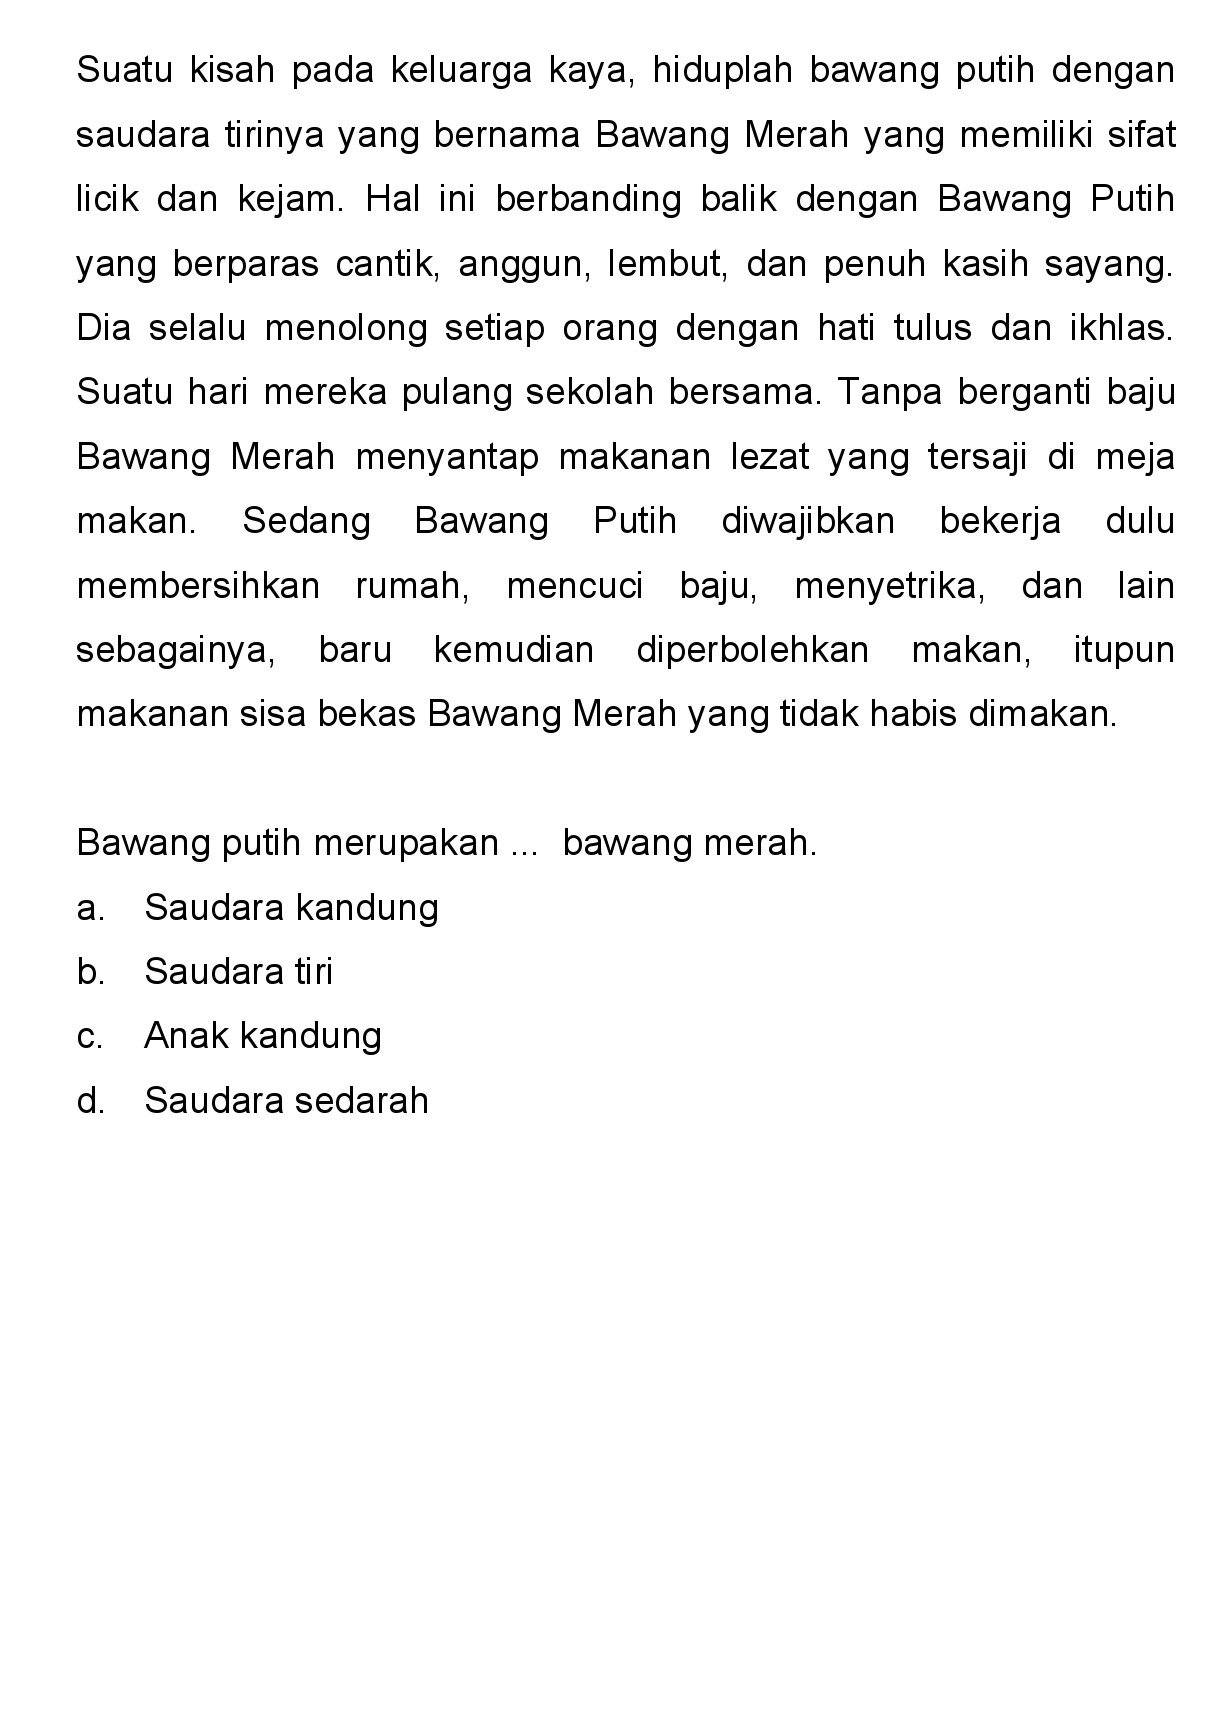 Suatu kisah pada keluarga kaya, hiduplah bawang putih dengan
saudara tirinya yang bernama Bawang Merah yang memiliki sifat
licik dan kejam. Hal ini berbanding balik dengan Bawang Putih
yang berparas cantik, anggun, lembut, dan penuh kasih sayang.
Dia selalu menolong setiap orang dengan hati tulus dan ikhlas.
Suatu hari mereka pulang sekolah bersama. Tanpa berganti baju
Bawang Merah menyantap makanan lezat yang tersaji di meja
makan. Sedang Bawang Putih diwajibkan bekerja dulu
membersihkan rumah, mencuci baju, menyetrika, dan lain
sebagainya, baru kemudian diperbolehkan makan, itupun
makanan sisa bekas Bawang Merah yang tidak habis dimakan.
Bawang putih merupakan ... bawang merah.
a. Saudara kandung
b. Saudara tiri
c. Anak kandung
d. Saudara sedarah